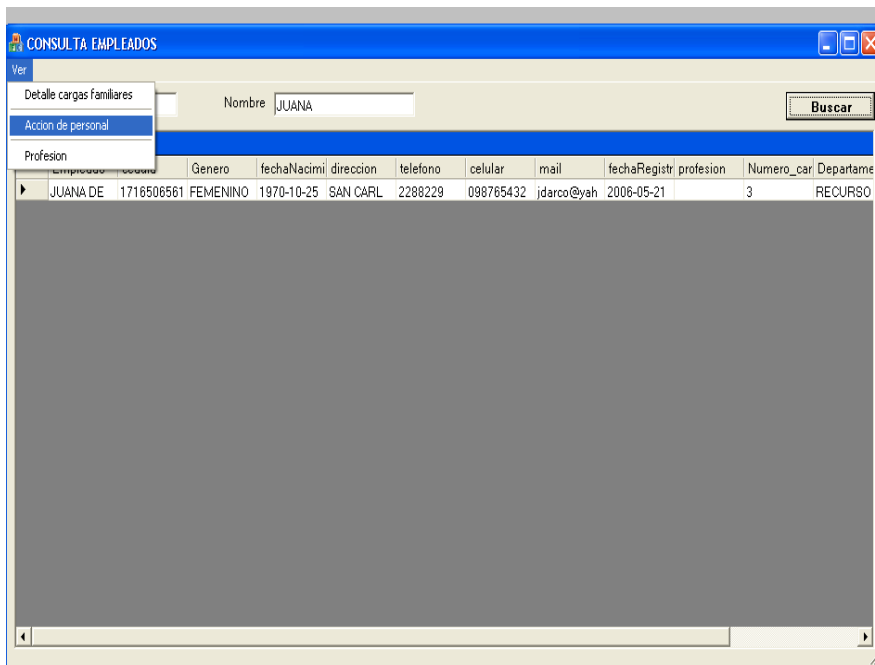 CONSULTA EMPLEADOS
Ver
Detalle cargas familiares
Accion de personal
Profesion
Nombre JUANA Buscar
Empleado cedula Genero fechaNacimi direccion telefono celular mail fechaRegistr profesion Numero_car Departame
JUANA DE 1716506561 FEMENINO 1970-10-25 SAN CARL 2288229 098765432 jdarco@yah 2006-05-21 3 RECURSO